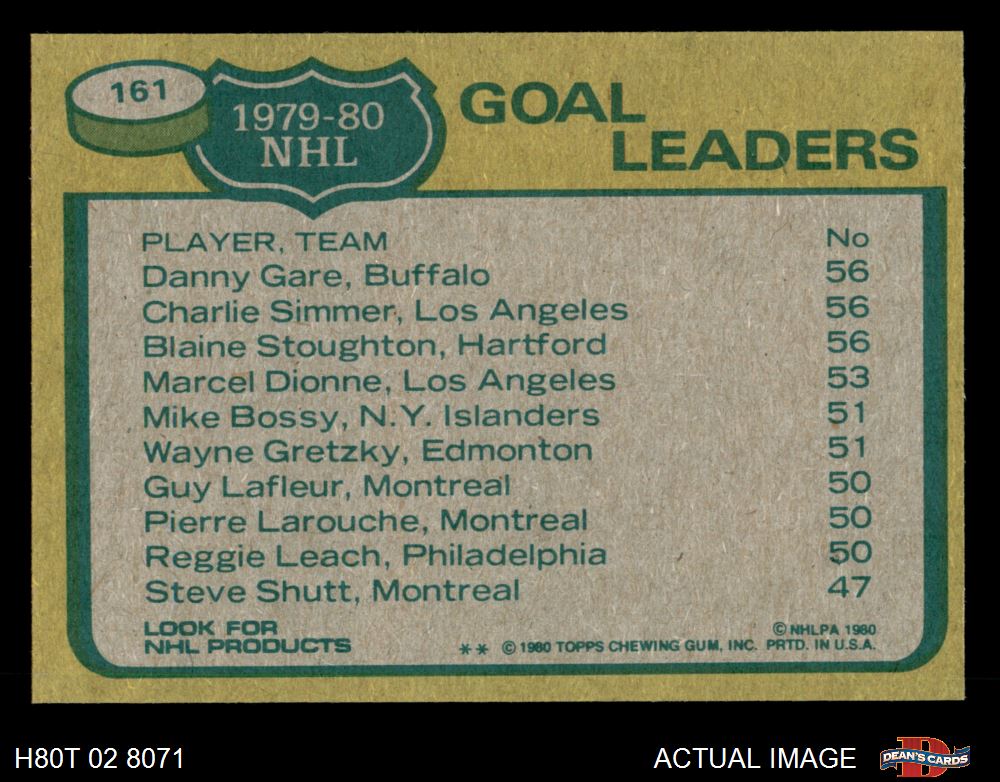 161
1979-80
NHL
GOAL
LEADERS
PLAYER, TEAM No
Danny Gare, Buffalo 56
Charlie Simmer, Los Angeles 56
Blaine Stoughton, Hartford 56
Marcel Dionne, Los Angeles 53
Mike Bossy, N.Y. Islanders 51
Wayne Gretzky, Edmonton 51
Guy Lafleur, Montreal 50
Pierre Larouche, Montreal 50
Reggie Leach, Philadelphia 50
Steve Shutt, Montreal 47
LOOK FOR
NHL PRODUCTS
© NHLPA 1980
** © 1980 TOPPS CHEWING GUM, INC. PRTD. IN U.S.A.
H80T 02 8071
ACTUAL IMAGE
D
DEAN'S CARDS